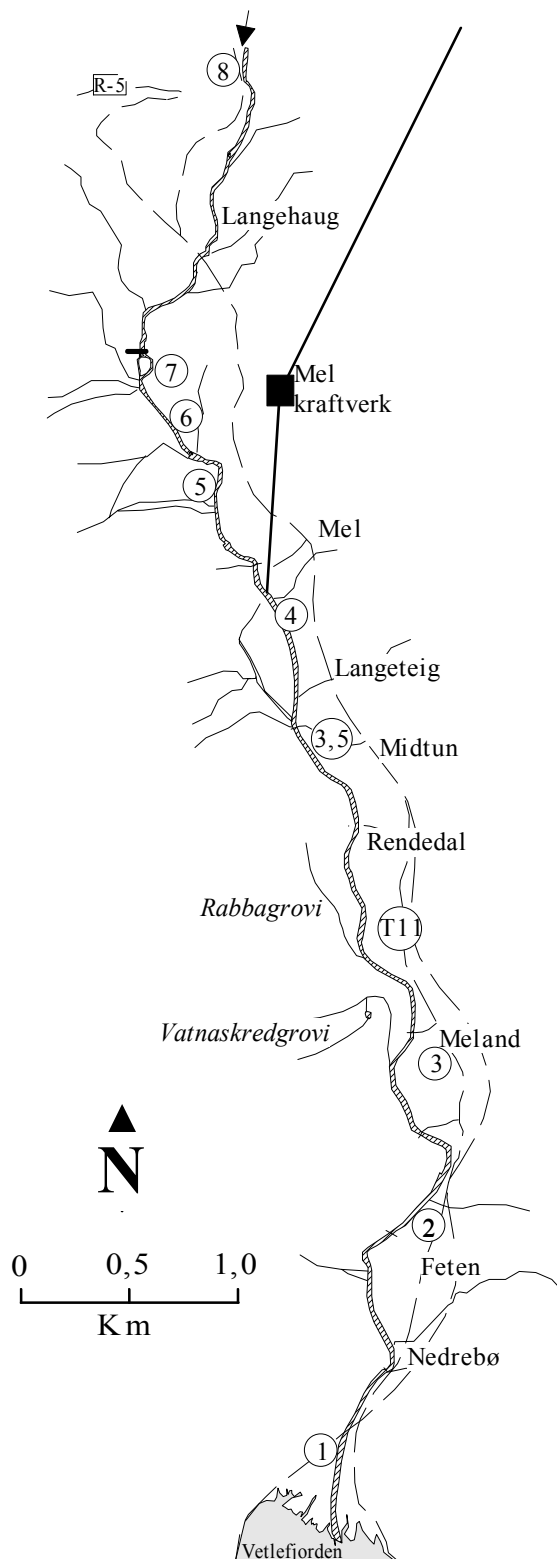 8
R-5
Langehaug
7
Mel
kraftverk
6
5
Mel
4
Langeteig
3,5
Midtun
Rendedal
Rabbagrovi
T11
Vatnaskredgrovi
Meland
3
N
2
0 0,5 1,0
Feten
Km
Nedrebø
1
Vetlefjorden